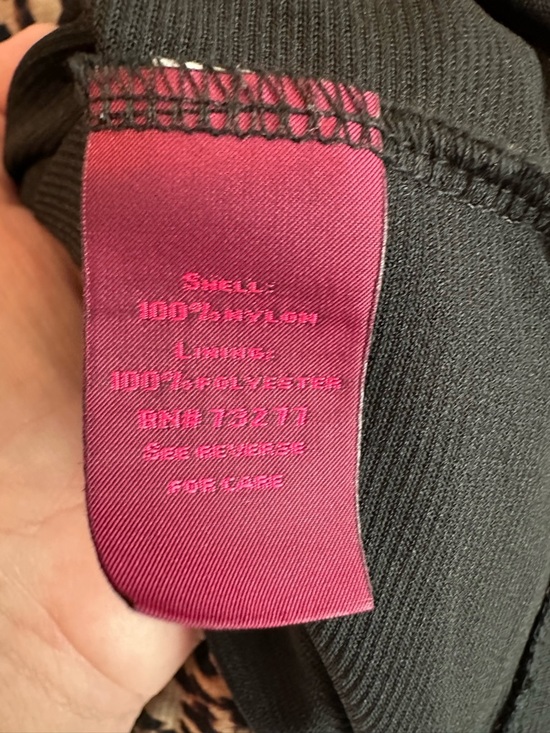 SHELL:
100% NYLON
LINING:
100% POLYESTER
RN# 73277
SEE REVERSE
FOR CARE